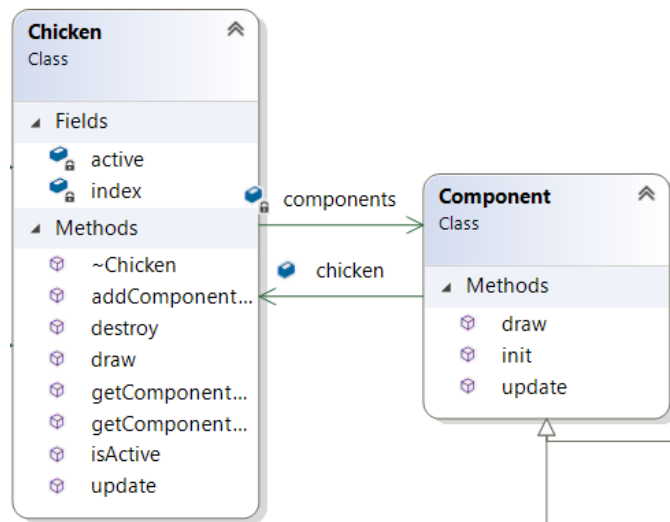 Chicken
Class
Fields
active
index
Methods
~Chicken
addComponent...
destroy
draw
getComponent...
getComponent...
isActive
update
components
chicken
Component
Class
Methods
draw
init
update